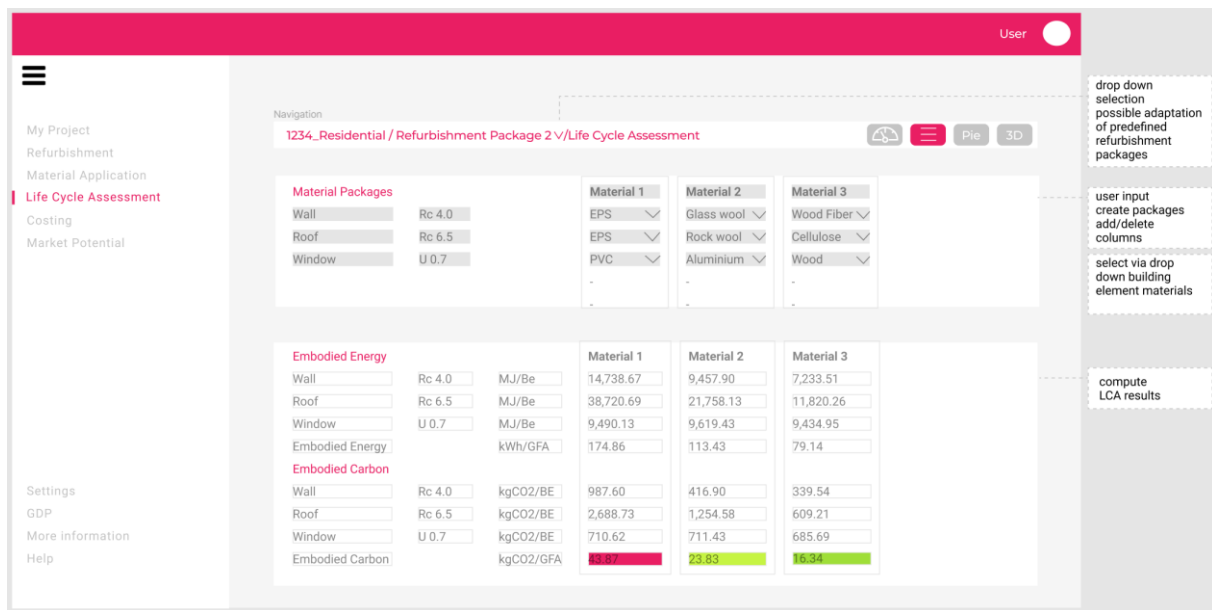 User
My Project
Refurbishment
Material Application
Life Cycle Assessment
Costing
Market Potential
Settings
GDP
More information
Help
Navigation
1234_Residential / Refurbishment Package 2 /Life Cycle Assessment
Pie
3D
Material Packages Material 1 Material 2 Material 3
Wall Rc 4.0 EPS Glass wool Wood Fiber
Roof Rc 6.5 EPS Rock wool Cellulose
Window U 0.7 PVC Aluminium Wood
- - -
- - -
Embodied Energy Material 1 Material 2 Material 3
Wall Rc 4.0 MJ/Be 14,738.67 9,457.90 7,233.51
Roof Rc 6.5 MJ/Be 38,720.69 21,758.13 11,820.26
Window U 0.7 MJ/Be 9,490.13 9,619.43 9,434.95
Embodied Energy kWh/GFA 174.86 113.43 79.14
Embodied Carbon
Wall Rc 4.0 kgCO2/BE 987.60 416.90 339.54
Roof Rc 6.5 kgCO2/BE 2,688.73 1,254.58 609.21
Window U 0.7 kgCO2/BE 710.62 711.43 685.69
Embodied Carbon kgCO2/GFA 43.87 23.83 16.34
drop down
selection
possible adaptation
of predefined
refurbishment
packages
user input
create packages
add/delete
columns
select via drop
down building
element materials
compute
LCA results